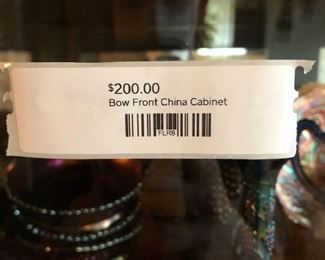 $200.00
Bow Front China Cabinet
FLR8